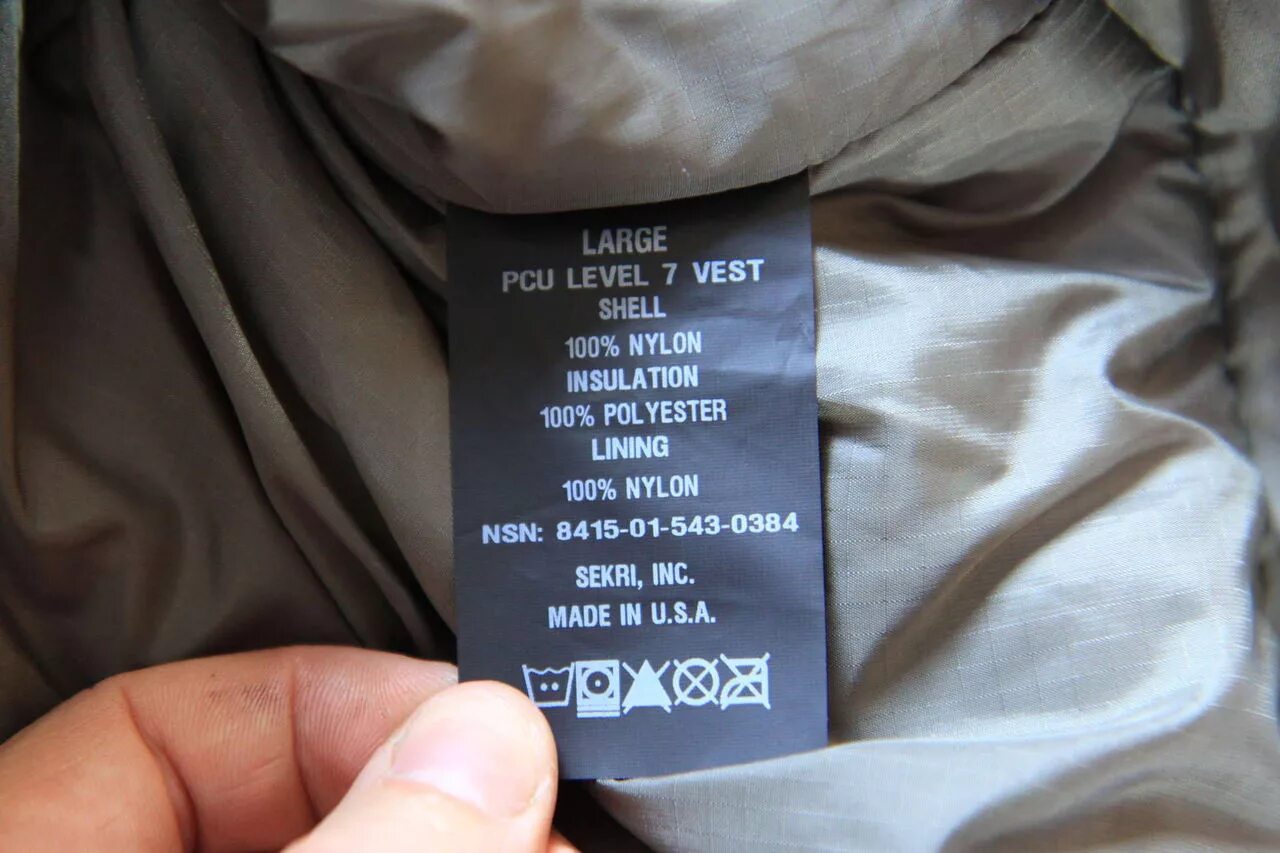 LARGE
PCU LEVEL 7 VEST
SHELL
100% NYLON
INSULATION
100% POLYESTER
LINING
100% NYLON
NSN: 8415-01-543-0384
SEKRI, INC.
MADE IN U.S.A.